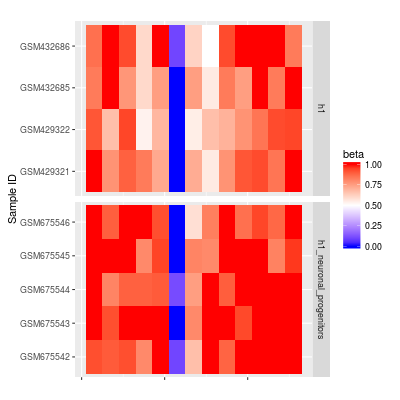 GSM432686
GSM432685
GSM429322
GSM429321
h1
GSM675546
GSM675545
GSM675544
GSM675543
GSM675542
h1_neuronal_progenitors
Sample ID
beta
1.00
0.75
0.50
0.25
0.00